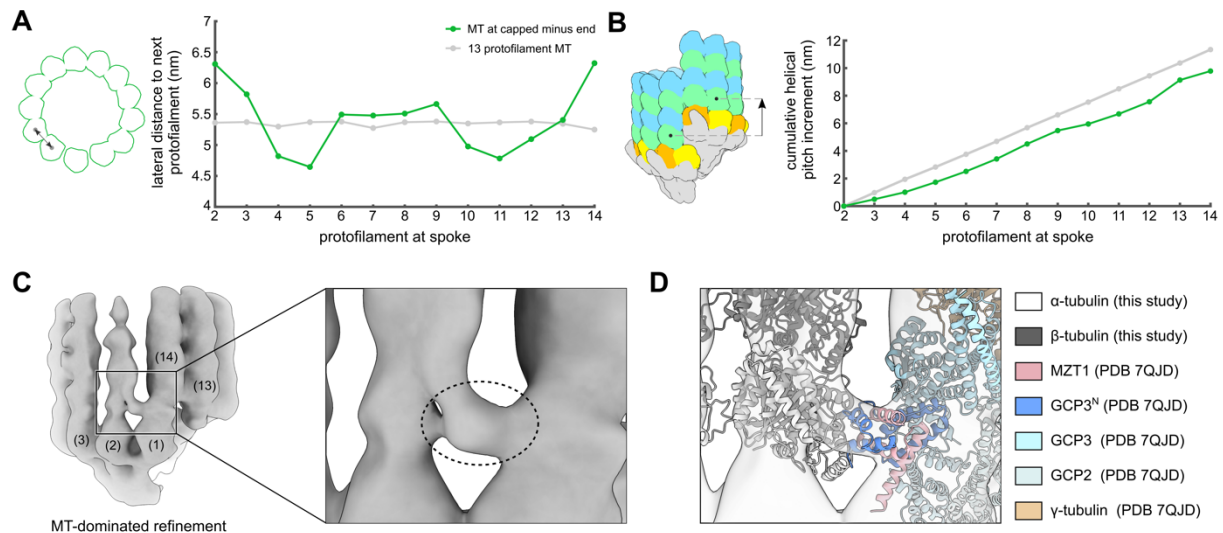 A
lateral distance to next
protofilament (nm)
7
6.5
6
5.5
5
4.5
4
2 3 4 5 6 7 8 9 10 11 12 13 14
protofilament at spoke
MT at capped minus end
13 protofilament MT
B
cumulative helical
pitch increment (nm)
12
10
8
6
4
2
0
2 3 4 5 6 7 8 9 10 11 12 13 14
protofilament at spoke
C
(14)
(13)
(3)
(2)
(1)
MT-dominated refinement
D
α-tubulin (this study)
β-tubulin (this study)
MZT1 (PDB 7QJD)
GCP3ᴺ (PDB 7QJD)
GCP3 (PDB 7QJD)
GCP2 (PDB 7QJD)
γ-tubulin (PDB 7QJD)